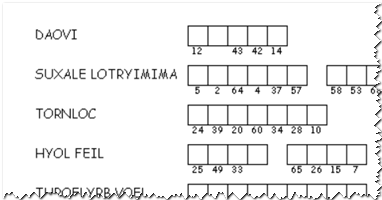 DAOVI
12 43 42 14
SUXALE LOTRYIMIMA
5 2 64 4 37 57 58 53
TORNLOC
24 39 20 60 34 28 10
HYOL FEIL
25 49 33 65 26 15 7